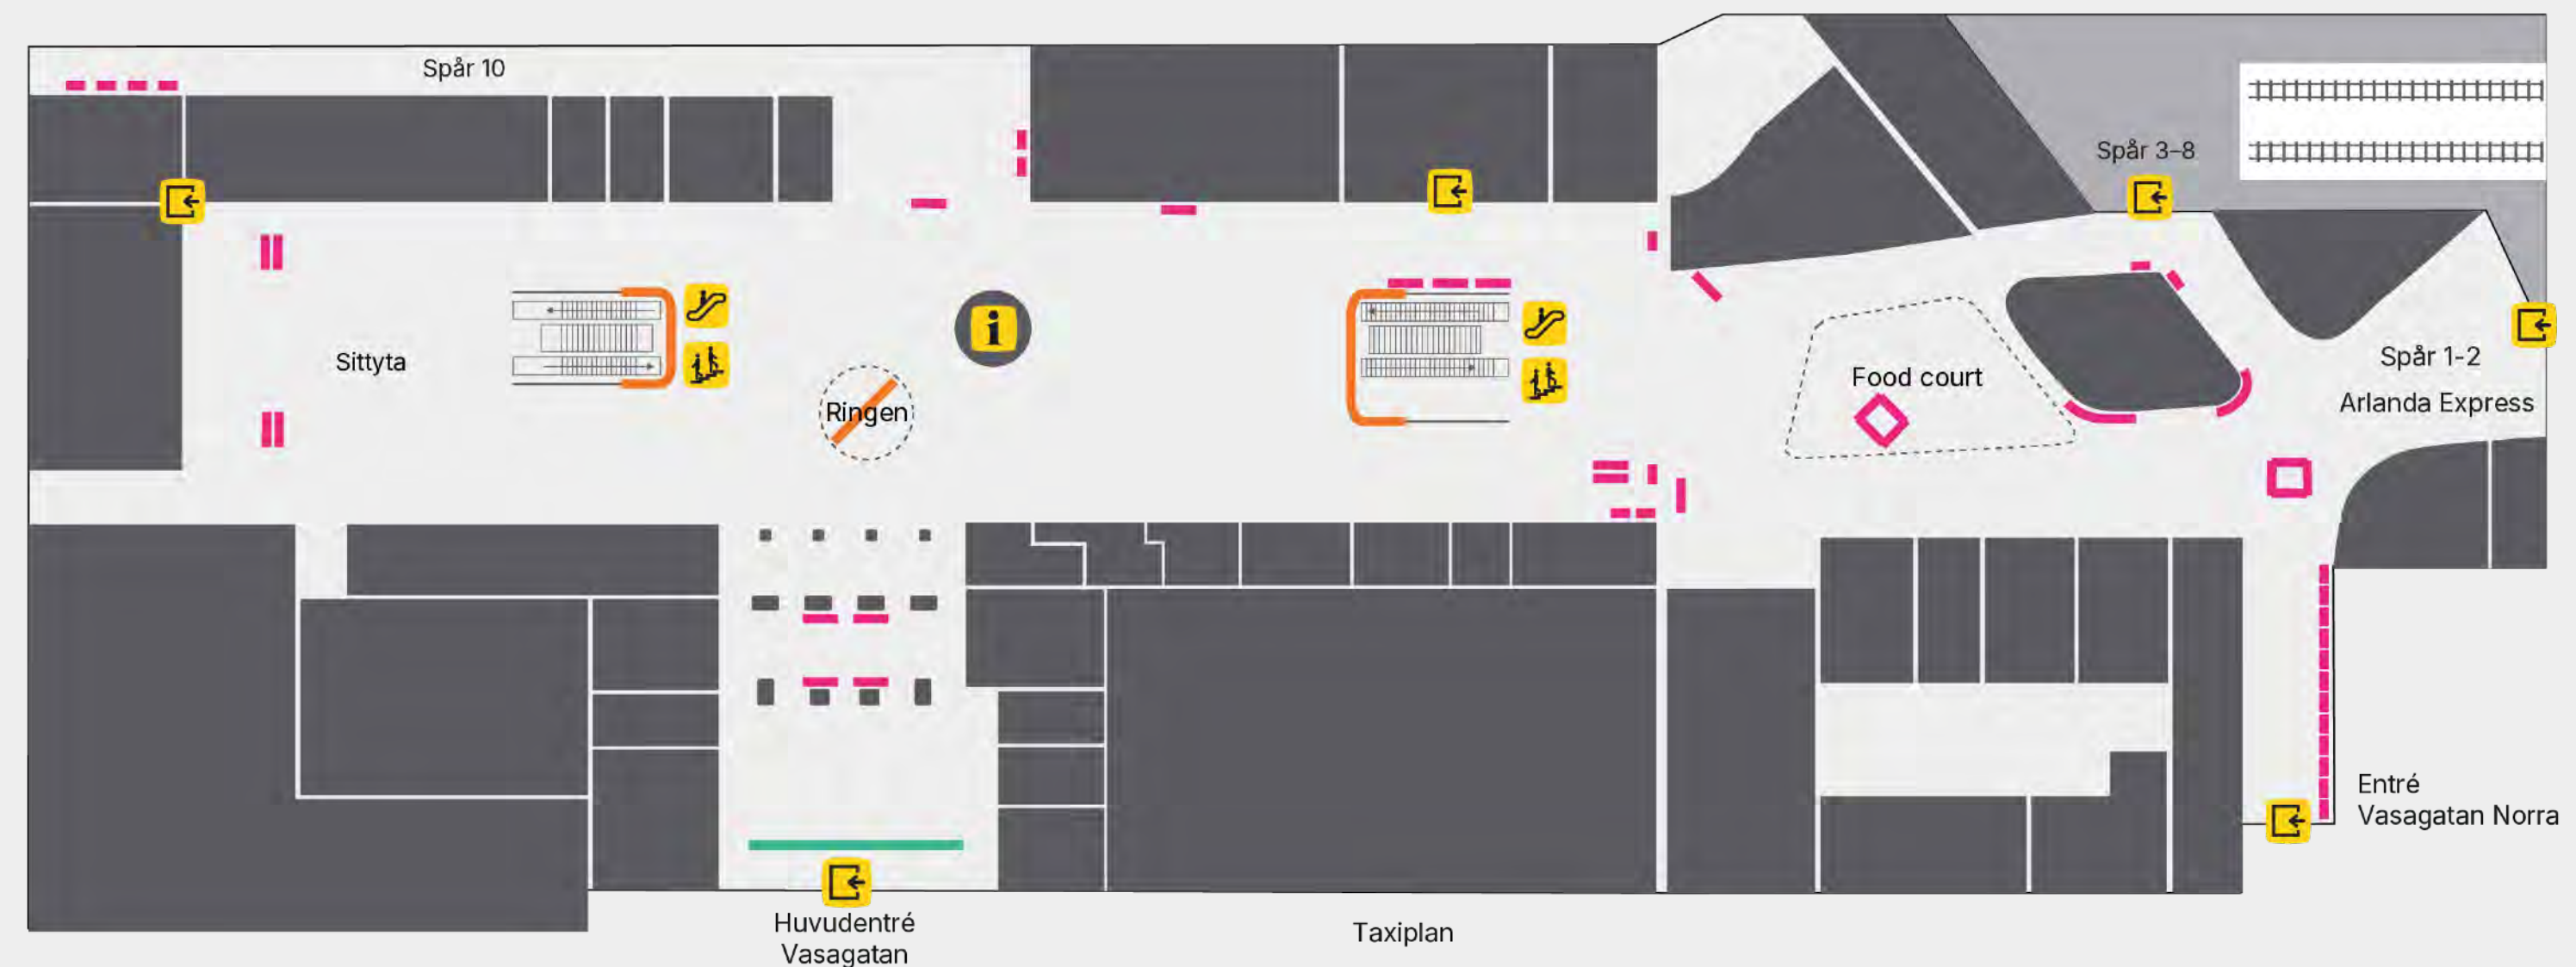 Spår 10
Spår 3–8
Sittyta
Ringen
i
Food court
Spår 1-2
Arlanda Express
Entré
Vasagatan Norra
Huvudentré
Vasagatan
Taxiplan